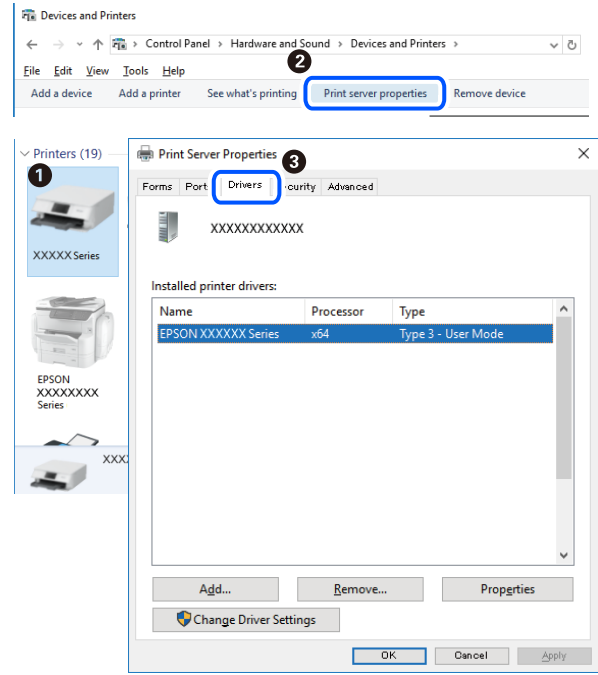 Devices and Printers
Control Panel > Hardware and Sound > Devices and Printers >
2
File Edit View Tools Help
Add a device Add a printer See what's printing Print server properties Remove device
Printers (19)
1
XXXXX Series
EPSON
XXXXXXXX
Series
XXX
Print Server Properties
3
Forms Port Drivers curity Advanced
XXXXXXXXXXXX
Installed printer drivers:
Name Processor Type
EPSON XXXXXX Series x64 Type 3 - User Mode
Add... Remove... Properties
Change Driver Settings
OK Cancel Apply